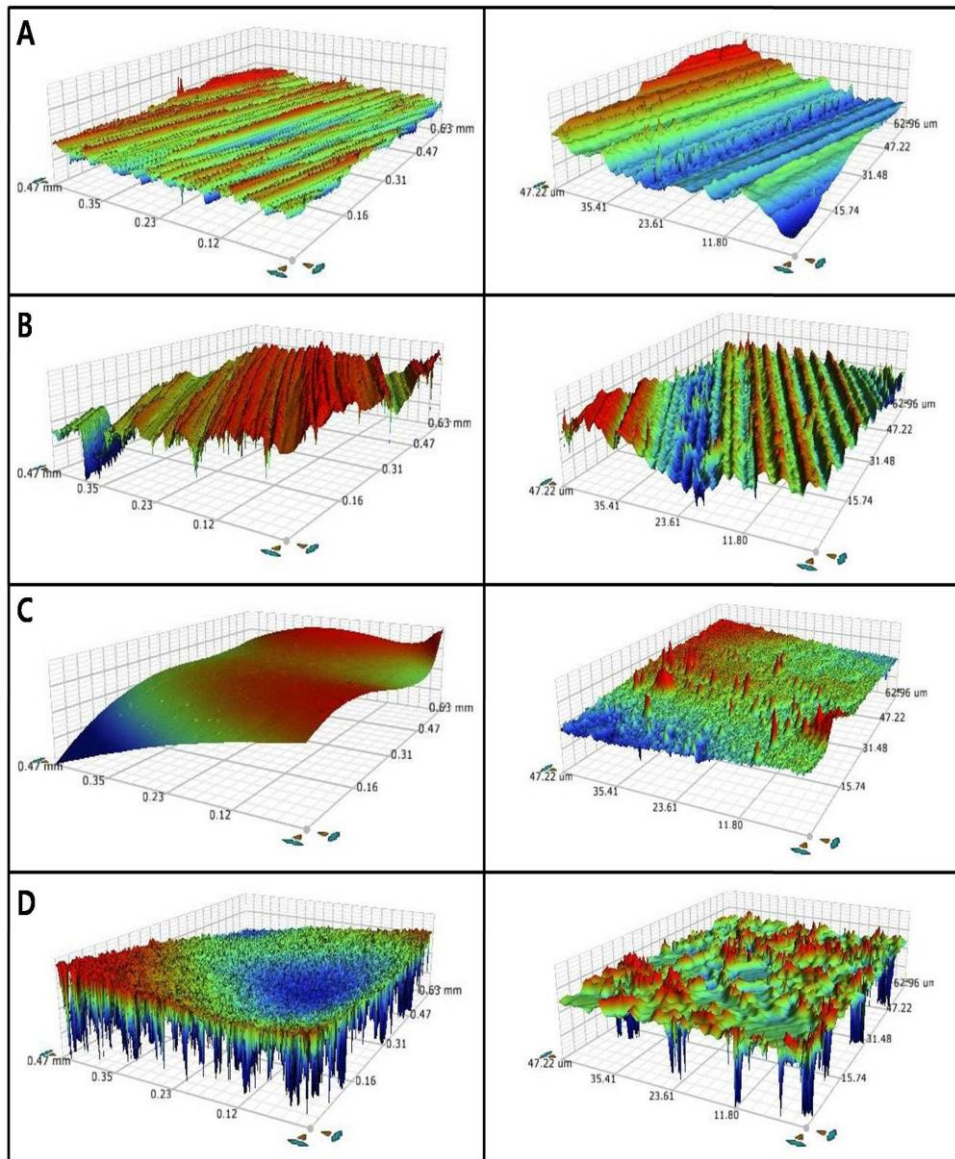 A
0.47 mm
0.35
0.23
0.12
0.16
0.31
0.47
0.63 mm
47.22 um
35.41
23.61
11.80
15.74
31.48
47.22
62.96 um
B
0.47 mm
0.35
0.23
0.12
0.16
0.31
0.47
0.63 mm
47.22 um
35.41
23.61
11.80
15.74
31.48
47.22
62.96 um
C
0.47 mm
0.35
0.23
0.12
0.16
0.31
0.47
0.63 mm
47.22 um
35.41
23.61
11.80
15.74
31.48
47.22
62.96 um
D
0.47 mm
0.35
0.23
0.12
0.16
0.31
0.47
0.63 mm
47.22 um
35.41
23.61
11.80
15.74
31.48
47.22
62.96 um